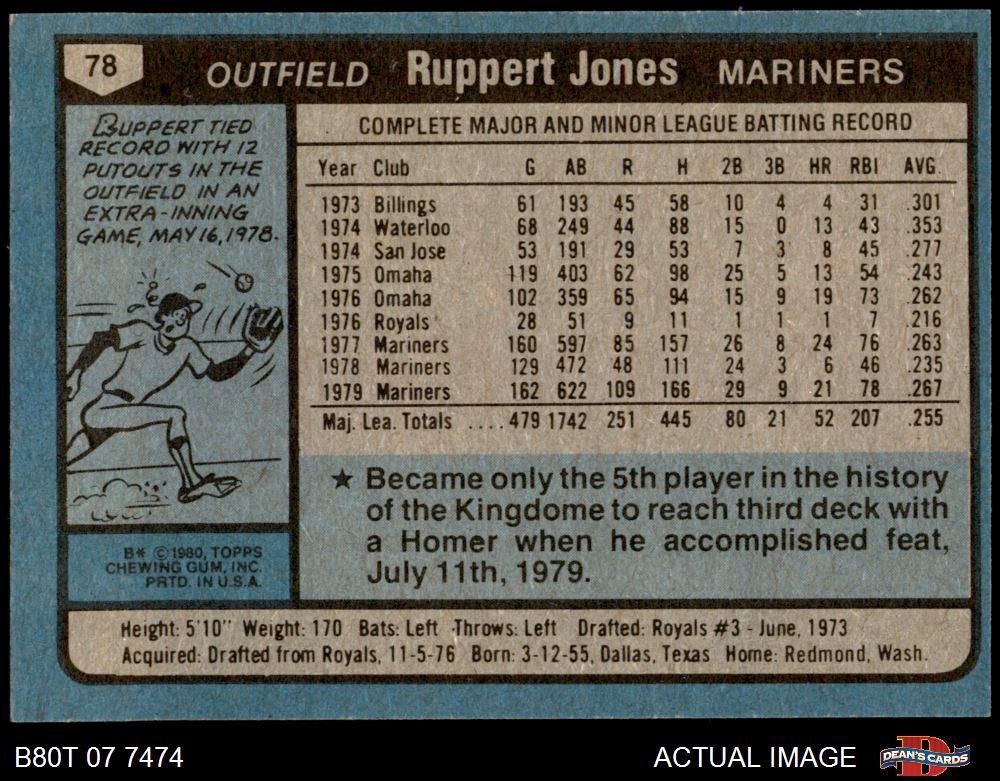 78
OUTFIELD Ruppert Jones MARINERS
RUPPERT TIED
RECORD WITH 12
PUTOUTS IN THE
OUTFIELD IN AN
EXTRA-INNING
GAME, MAY 16, 1978.
COMPLETE MAJOR AND MINOR LEAGUE BATTING RECORD
Year Club G AB R H 2B 3B HR RBI AVG.
1973 Billings 61 193 45 58 10 4 4 31 .301
1974 Waterloo 68 249 44 88 15 0 13 43 .353
1974 San Jose 53 191 29 53 7 3 8 45 .277
1975 Omaha 119 403 62 98 25 5 13 54 .243
1976 Omaha 102 359 65 94 15 9 19 73 .262
1976 Royals 28 51 9 11 1 1 1 7 .216
1977 Mariners 160 597 85 157 26 8 24 76 .263
1978 Mariners 129 472 48 111 24 3 6 46 .235
1979 Mariners 162 622 109 166 29 9 21 78 .267
Maj. Lea. Totals ....479 1742 251 445 80 21 52 207 .255
★ Became only the 5th player in the history
of the Kingdome to reach third deck with
a Homer when he accomplished feat,
July 11th, 1979.
B* © 1980, TOPPS
CHEWING GUM, INC.
PRTD. IN U.S.A.
Height: 5'10" Weight: 170 Bats: Left Throws: Left Drafted: Royals #3 - June, 1973
Acquired: Drafted from Royals, 11-5-76 Born: 3-12-55, Dallas, Texas Home: Redmond, Wash.
B80T 07 7474
ACTUAL IMAGE
DEAN'S CARDS